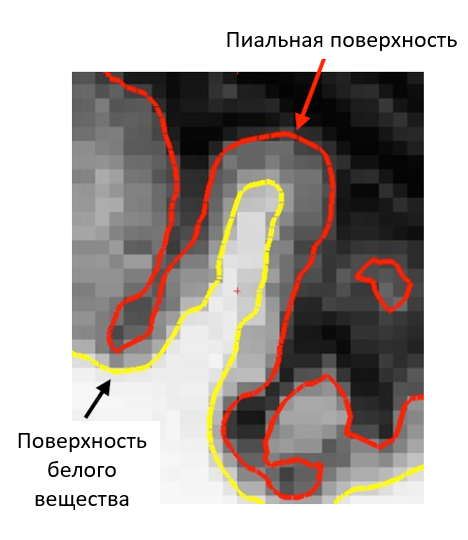 Пиальная поверхность
Поверхность
белого
вещества